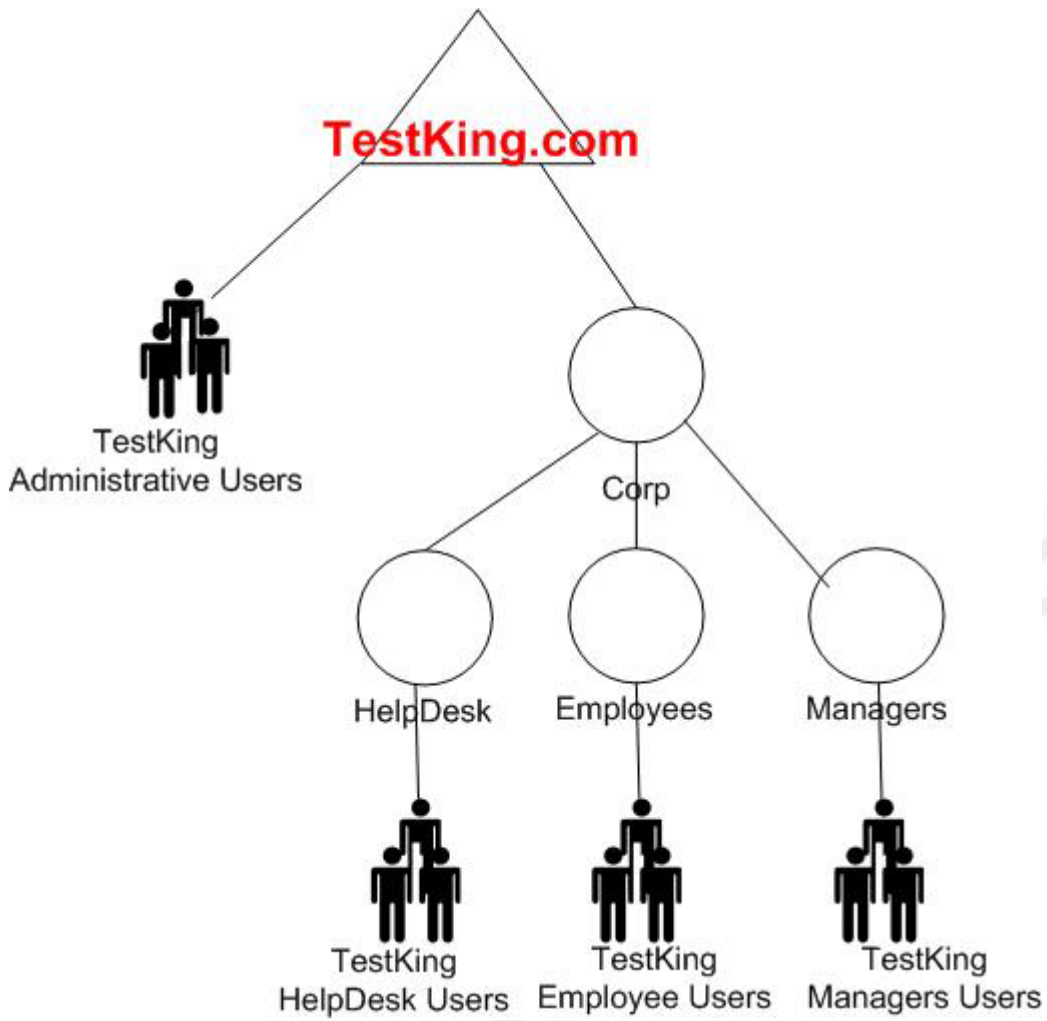 TestKing.com
TestKing
Administrative Users
Corp
HelpDesk
Employees
Managers
TestKing
HelpDesk Users
TestKing
Employee Users
TestKing
Managers Users